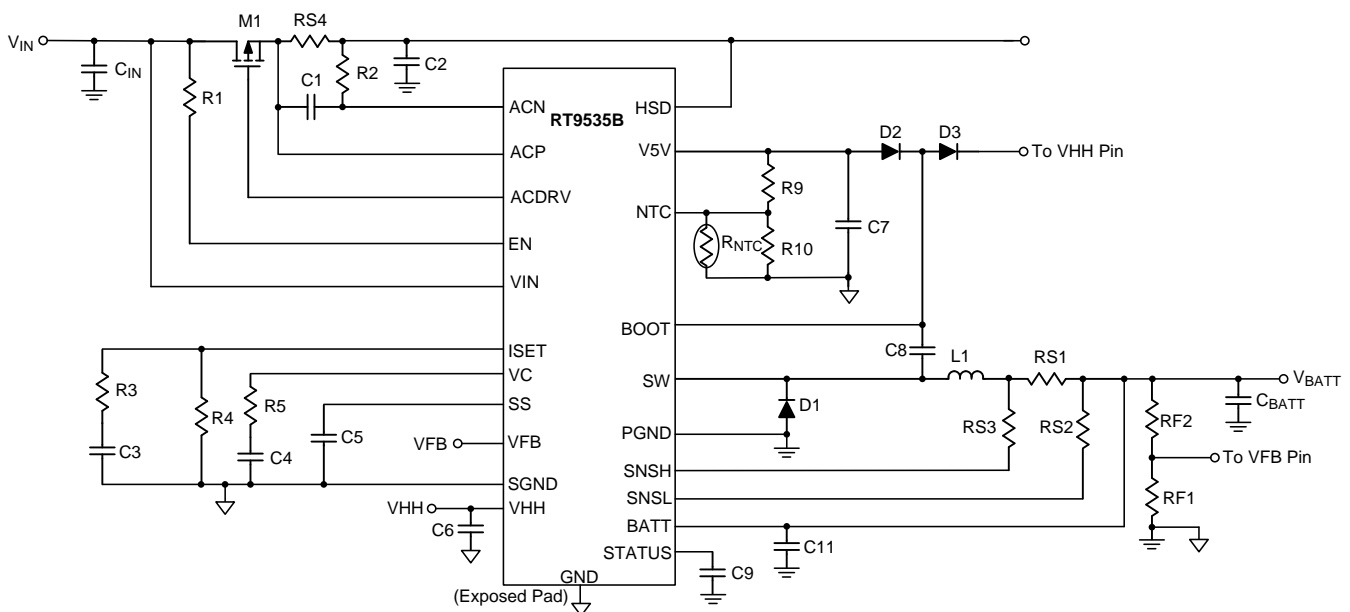 M1
RS4
VIN
CIN
R1
C1
R2
C2
ACN
HSD
RT9535B
ACP
V5V
D2
D3
To VHH Pin
R9
ACDRV
NTC
RNTC
R10
C7
EN
VIN
BOOT
C8
L1
RS1
ISET
R3
VC
SW
VBATT
R4
R5
SS
D1
CBATT
C5
RS3
RS2
RF2
VFB
VFB
PGND
C3
C4
To VFB Pin
SNSH
SGND
SNSL
RF1
VHH
VHH
BATT
C6
C11
STATUS
C9
GND
(Exposed Pad)